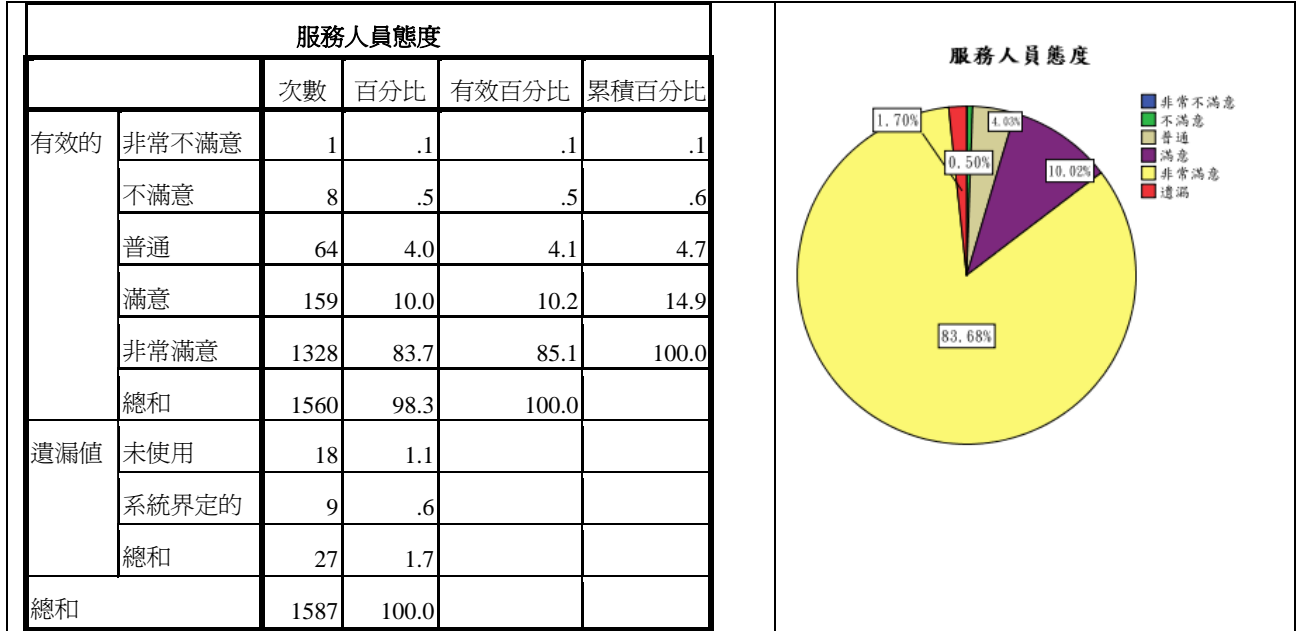 服務人員態度
次數 百分比 有效百分比 累積百分比
有效的 非常不滿意 1 .1 .1 .1
不滿意 8 .5 .5 .6
普通 64 4.0 4.1 4.7
滿意 159 10.0 10.2 14.9
非常滿意 1328 83.7 85.1 100.0
總和 1560 98.3 100.0
遺漏值 未使用 18 1.1
系統界定的 9 .6
總和 27 1.7
總和 1587 100.0
服務人員態度
1.70%
4.03%
0.50%
10.02%
83.68%
非常不滿意
不滿意
普通
滿意
非常滿意
遺漏